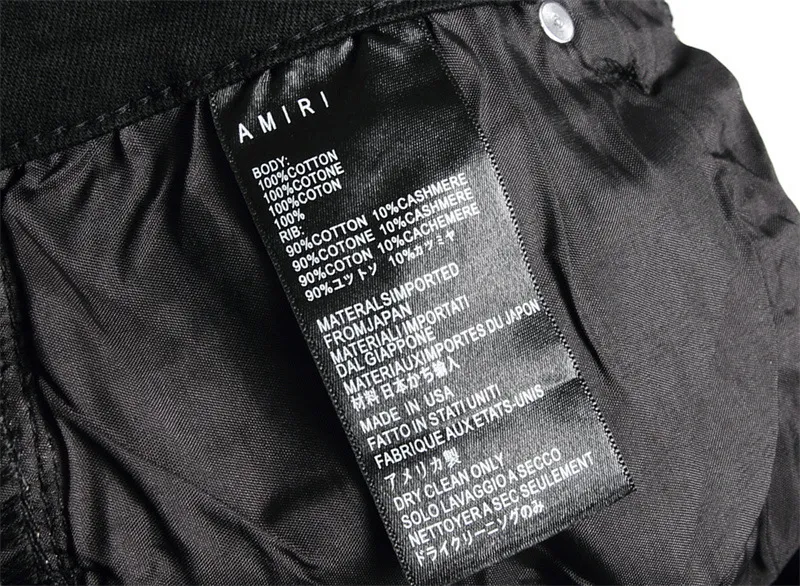 AMIRI
BODY:
100%COTTON
100%COTONE
100%COTON
100%
RIB:
90%COTTON 10%CASHMERE
90%COTONE 10%CASHMERE
90%COTON 10%CACHEMERE
90%ユットソ 10%カツミヤ
MATERALSIMPORTED
FROMJAPAN
MATERIALI IMPORTATI
DAL GIAPPONE
MATERIAUXIMPORTES DU JAPON
材料 日本かち輸入
MADE IN USA
FATTO IN STATI UNITI
FABRIQUE AUX ETATS-UNIS
アメリカ製
DRY CLEAN ONLY
SOLO LAVAGGIO A SECCO
NETTOYER A SEC SEULEMENT
ドライクリーニングのみ